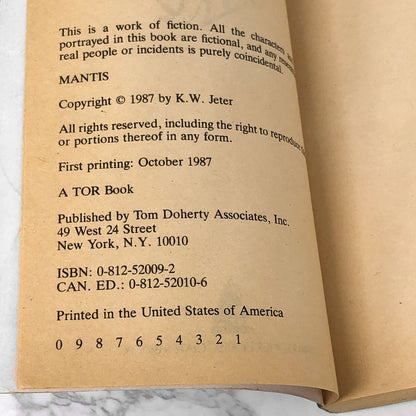 This is a work of fiction. All the characters
portrayed in this book are fictional, and any
real people or incidents is purely coincidental.
MANTIS
Copyright © 1987 by K.W. Jeter
All rights reserved, including the right to reproduce
or portions thereof in any form.
First printing: October 1987
A TOR Book
Published by Tom Doherty Associates, Inc.
49 West 24 Street
New York, N.Y. 10010
ISBN: 0-812-52009-2
CAN. ED.: 0-812-52010-6
Printed in the United States of America
0 9 8 7 6 5 4 3 2 1